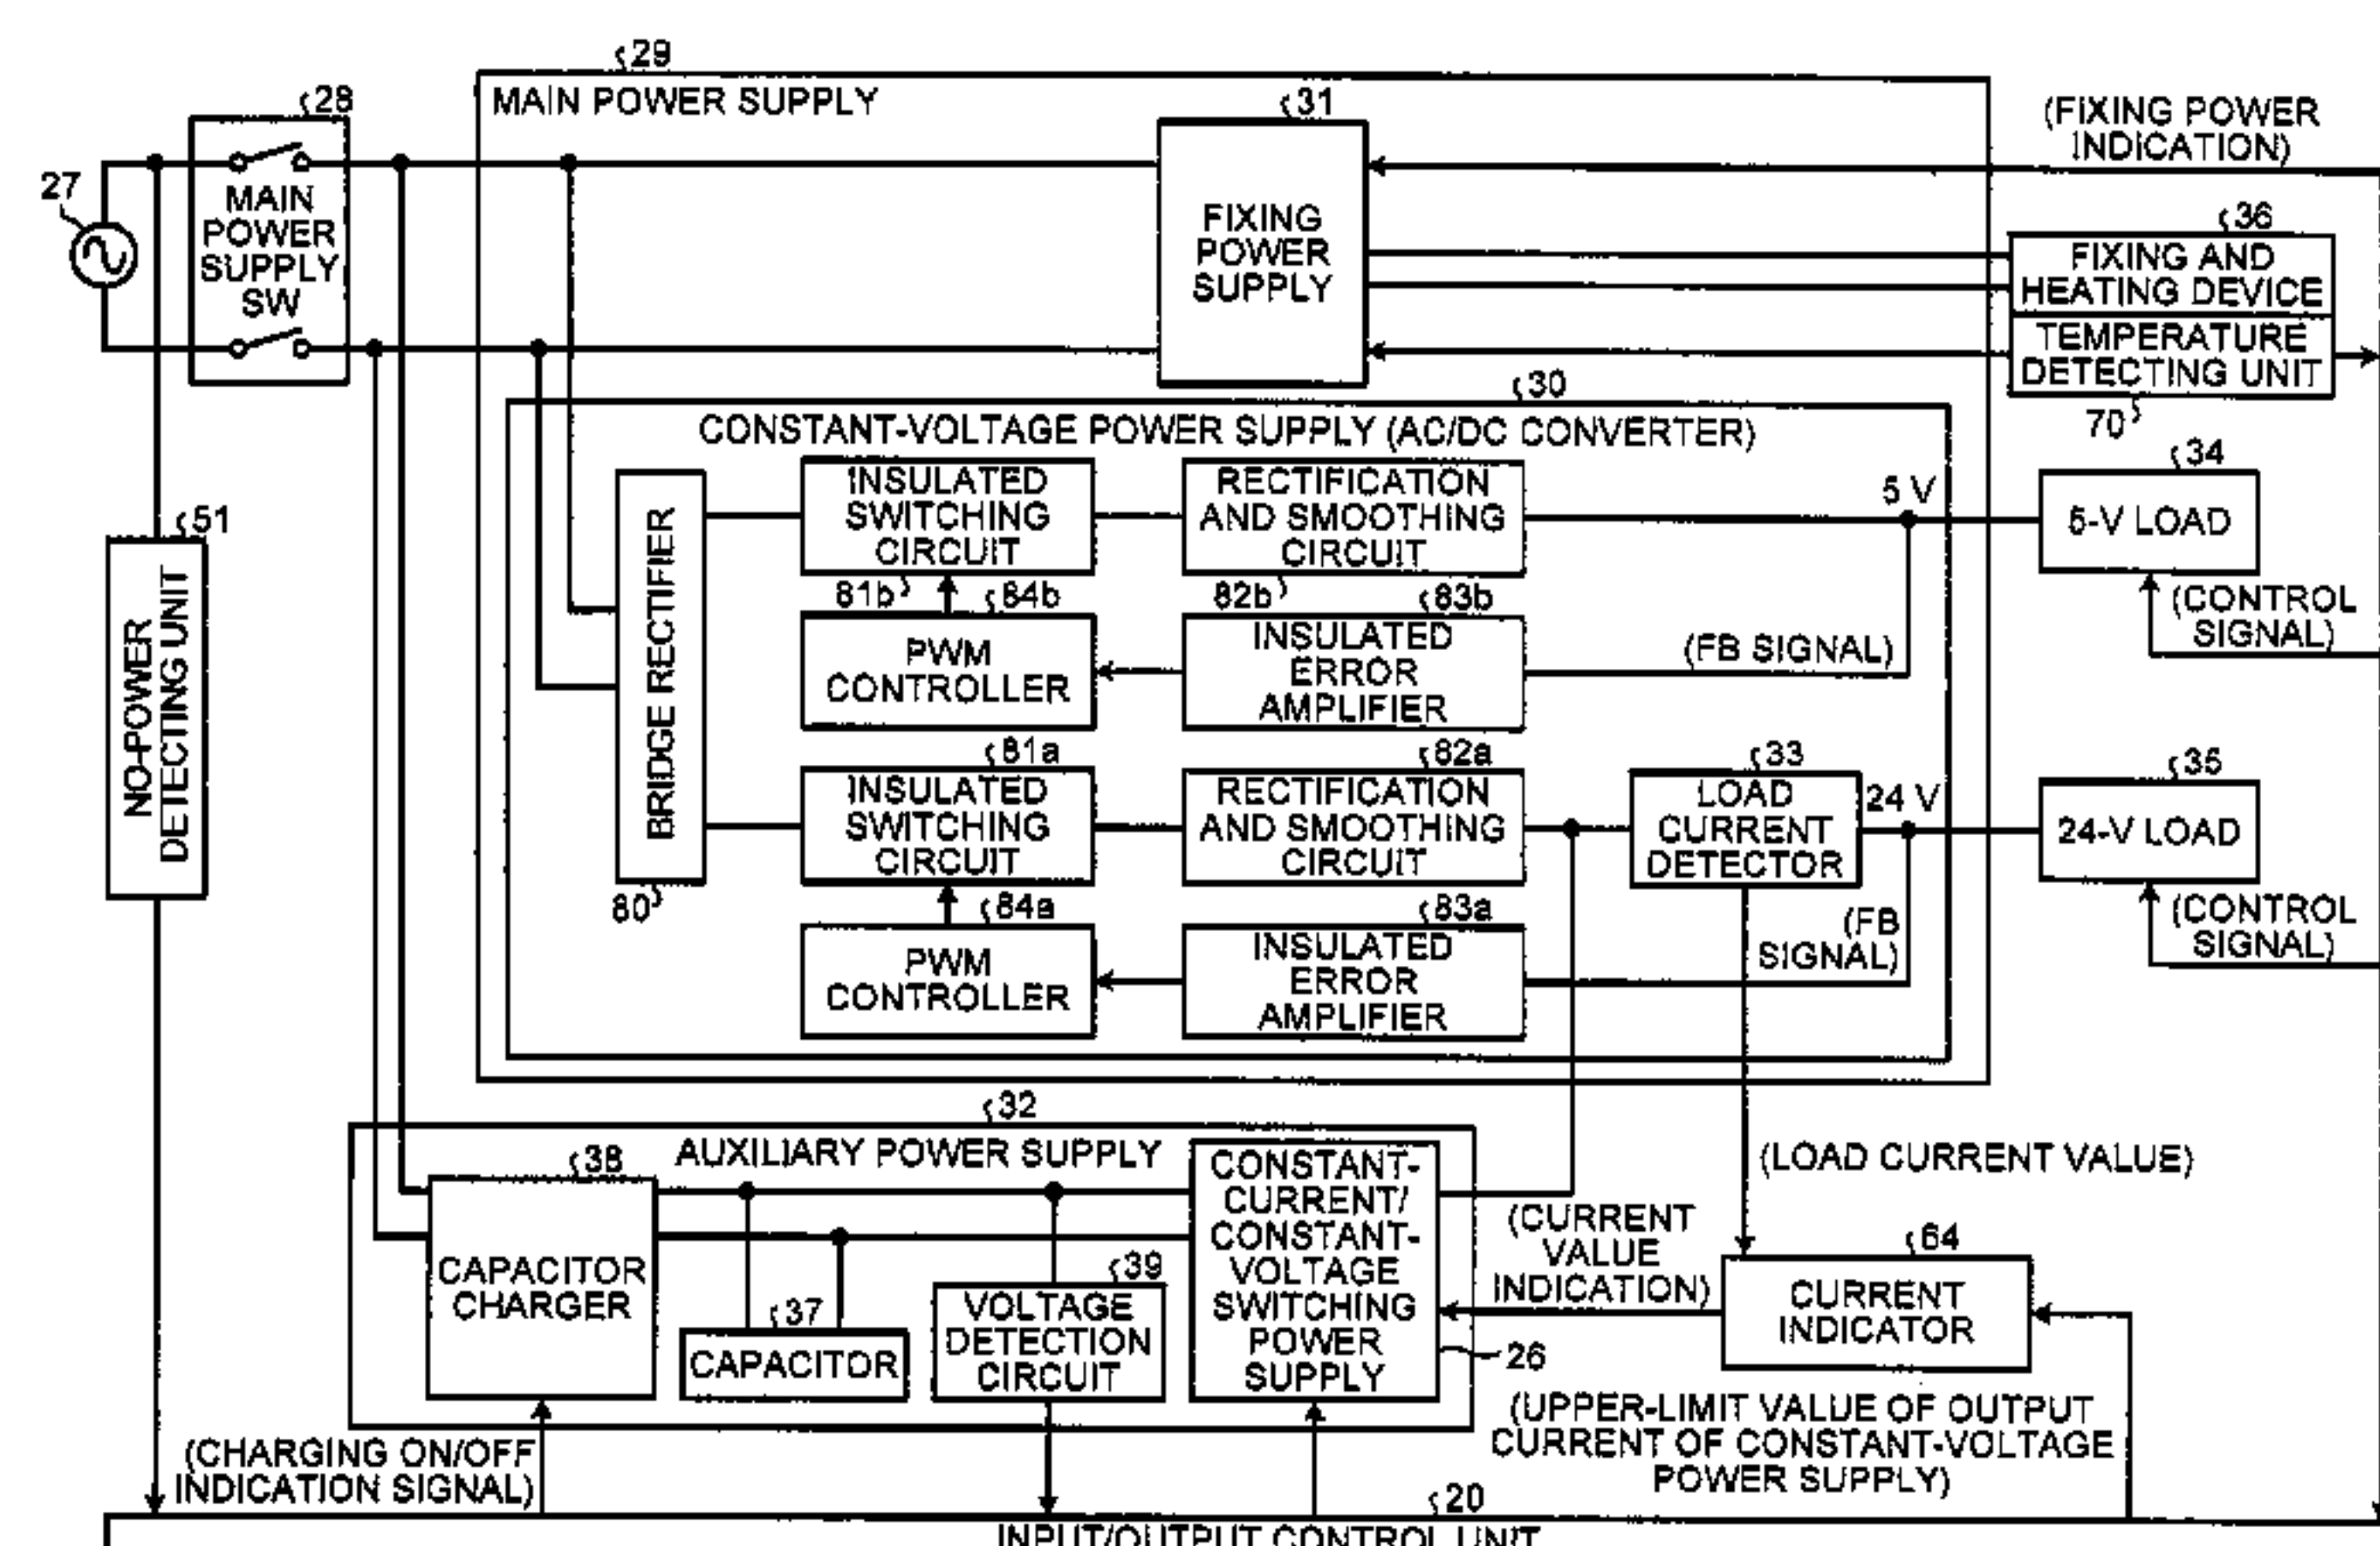 29
MAIN POWER SUPPLY
28
31
(FIXING POWER
INDICATION)
27
MAIN
POWER
SUPPLY
SW
FIXING
POWER
SUPPLY
36
FIXING AND
HEATING DEVICE
TEMPERATURE
DETECTING UNIT
70
30
CONSTANT-VOLTAGE POWER SUPPLY (AC/DC CONVERTER)
51
NO-POWER
DETECTING UNIT
BRIDGE RECTIFIER
80
INSULATED
SWITCHING
CIRCUIT
81b
RECTIFICATION
AND SMOOTHING
CIRCUIT
82b
5 V
34
5-V LOAD
(CONTROL
SIGNAL)
84b
PWM
CONTROLLER
83b
INSULATED
ERROR
AMPLIFIER
(FB SIGNAL)
81a
INSULATED
SWITCHING
CIRCUIT
82a
RECTIFICATION
AND SMOOTHING
CIRCUIT
33
LOAD
CURRENT
DETECTOR
24 V
35
24-V LOAD
(CONTROL
SIGNAL)
84a
PWM
CONTROLLER
83a
INSULATED
ERROR
AMPLIFIER
(FB
SIGNAL)
32
AUXILIARY POWER SUPPLY
38
CAPACITOR
CHARGER
37
CAPACITOR
39
VOLTAGE
DETECTION
CIRCUIT
CONSTANT-
CURRENT/
CONSTANT-
VOLTAGE
SWITCHING
POWER
SUPPLY
26
(LOAD CURRENT VALUE)
(CURRENT
VALUE
INDICATION)
64
CURRENT
INDICATOR
(UPPER-LIMIT VALUE OF OUTPUT
CURRENT OF CONSTANT-VOLTAGE
POWER SUPPLY)
(CHARGING ON/OFF
INDICATION SIGNAL)
20
INPUT/OUTPUT CONTROL UNIT